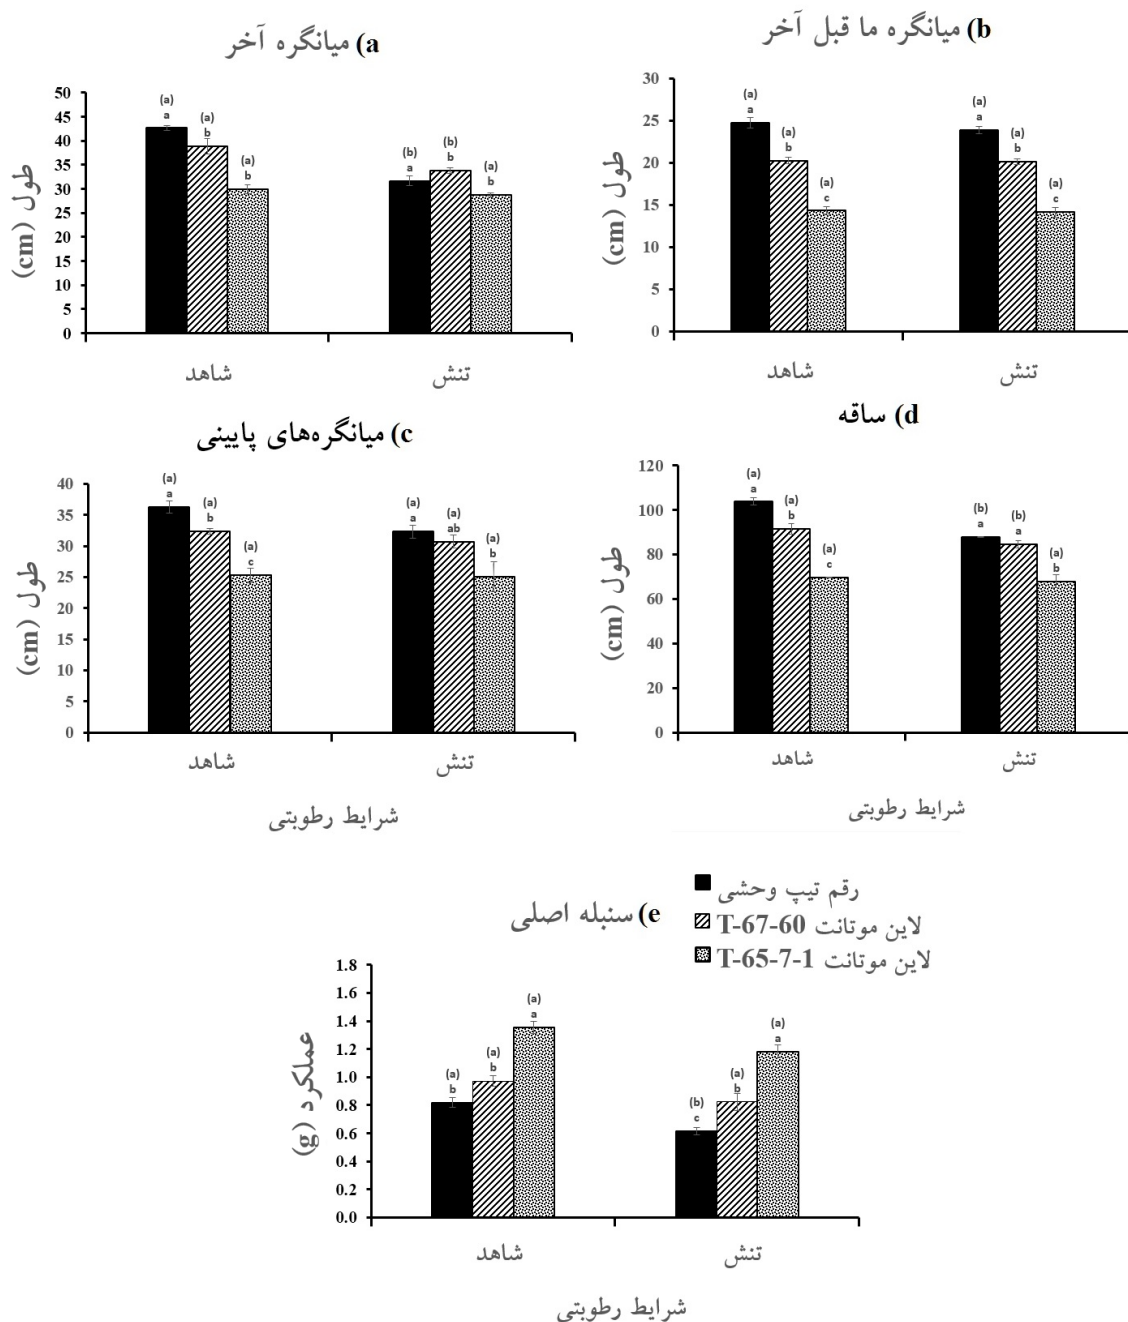 a) میانگره آخر
50
45
40
35
30
25
20
15
10
5
0
طول (cm)
(a)
a
(a)
b
(a)
b
(b)
a
(b)
b
(a)
b
شاهد
تنش
b) میانگره ما قبل آخر
30
25
20
15
10
5
0
طول (cm)
(a)
a
(a)
b
(a)
c
(a)
a
(a)
b
(a)
c
شاهد
تنش
c) میانگره‌های پایینی
40
35
30
25
20
15
10
5
0
طول (cm)
(a)
a
(a)
b
(a)
c
(a)
a
(a)
ab
(a)
b
شاهد
تنش
شرایط رطوبتی
d) ساقه
120
100
80
60
40
20
0
طول (cm)
(a)
a
(a)
b
(a)
c
(b)
a
(b)
a
(a)
b
شاهد
تنش
شرایط رطوبتی
رقم تیپ وحشی
لاین موتانت T-67-60
لاین موتانت T-65-7-1
e) سنبله اصلی
1.8
1.6
1.4
1.2
1.0
0.8
0.6
0.4
0.2
0.0
عملکرد (g)
(a)
b
(a)
b
(a)
a
(b)
c
(a)
b
(a)
a
شاهد
تنش
شرایط رطوبتی